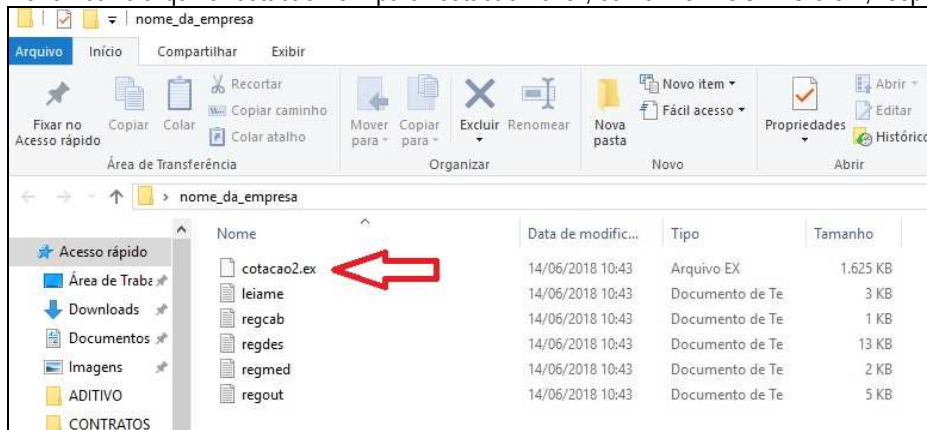 nome_da_empresa
Arquivo Início Compartilhar Exibir
Fixar no Acesso rápido
Copiar
Colar
Recortar
Copiar caminho
Colar atalho
Mover para
Copiar para
Excluir
Renomear
Nova pasta
Novo item
Fácil acesso
Propriedades
Abrir
Editar
Histórico
Área de Transferência Organizar Novo Abrir
nome_da_empresa
Nome Data de modific... Tipo Tamanho
Acesso rápido
Área de Traba
Downloads
Documentos
Imagens
ADITIVO
CONTRATOS
cotacao2.ex 14/06/2018 10:43 Arquivo EX 1.625 KB
leiame 14/06/2018 10:43 Documento de Te 3 KB
regcab 14/06/2018 10:43 Documento de Te 1 KB
regdes 14/06/2018 10:43 Documento de Te 13 KB
regmed 14/06/2018 10:43 Documento de Te 2 KB
regout 14/06/2018 10:43 Documento de Te 5 KB